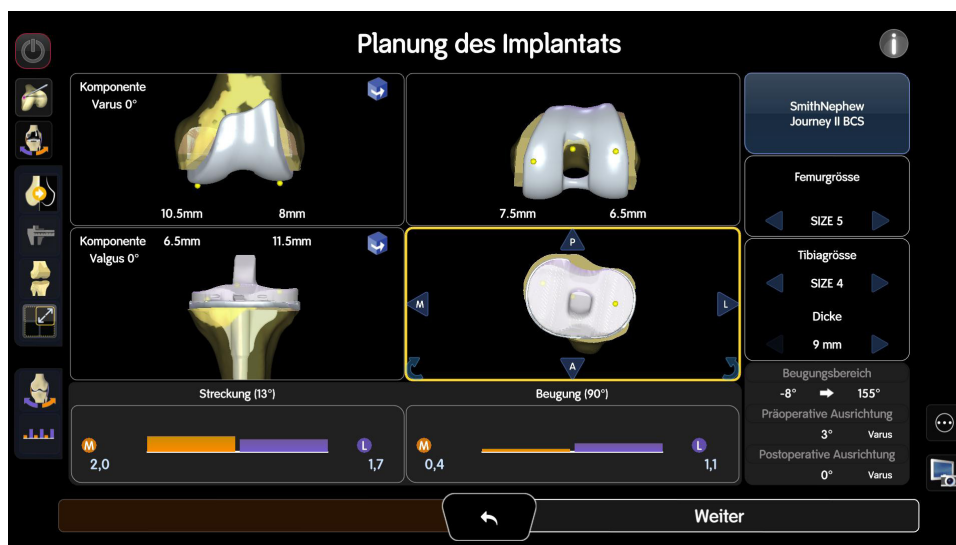 Planung des Implantats
Komponente
Varus 0°
10.5mm 8mm
7.5mm 6.5mm
SmithNephew
Journey II BCS
Femurgrösse
SIZE 5
Komponente 6.5mm 11.5mm
Valgus 0°
P
M L
A
Tibiagrösse
SIZE 4
Dicke
9 mm
Streckung (13°) Beugung (90°)
M L
2,0 1,7
M L
0,4 1,1
Beugungsbereich
-8° 155°
Präoperative Ausrichtung
3° Varus
Postoperative Ausrichtung
0° Varus
Weiter